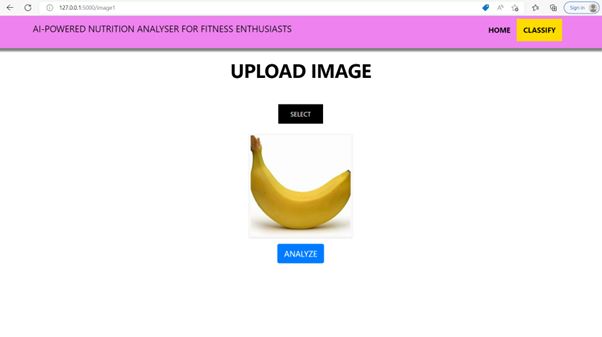 127.0.0.1:5000/image1
Sign in
AI-POWERED NUTRITION ANALYSER FOR FITNESS ENTHUSIASTS
HOME
CLASSIFY
UPLOAD IMAGE
SELECT
ANALYZE